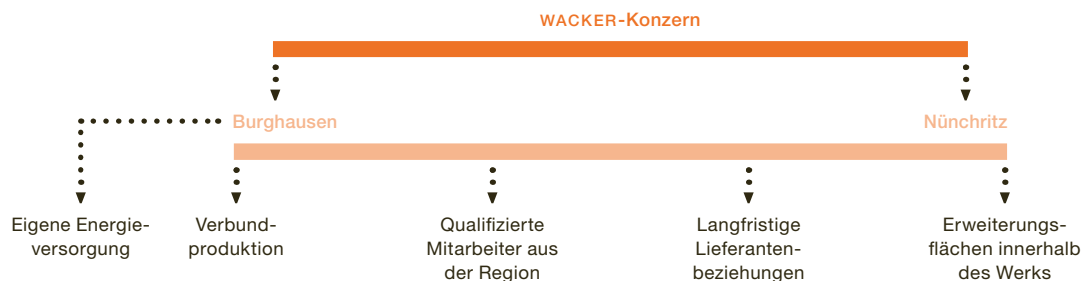 WACKER-Konzern
Burghausen
Nünchritz
Eigene Energie-
versorgung
Verbund-
produktion
Qualifizierte
Mitarbeiter aus
der Region
Langfristige
Lieferanten-
beziehungen
Erweiterungs-
flächen innerhalb
des Werks